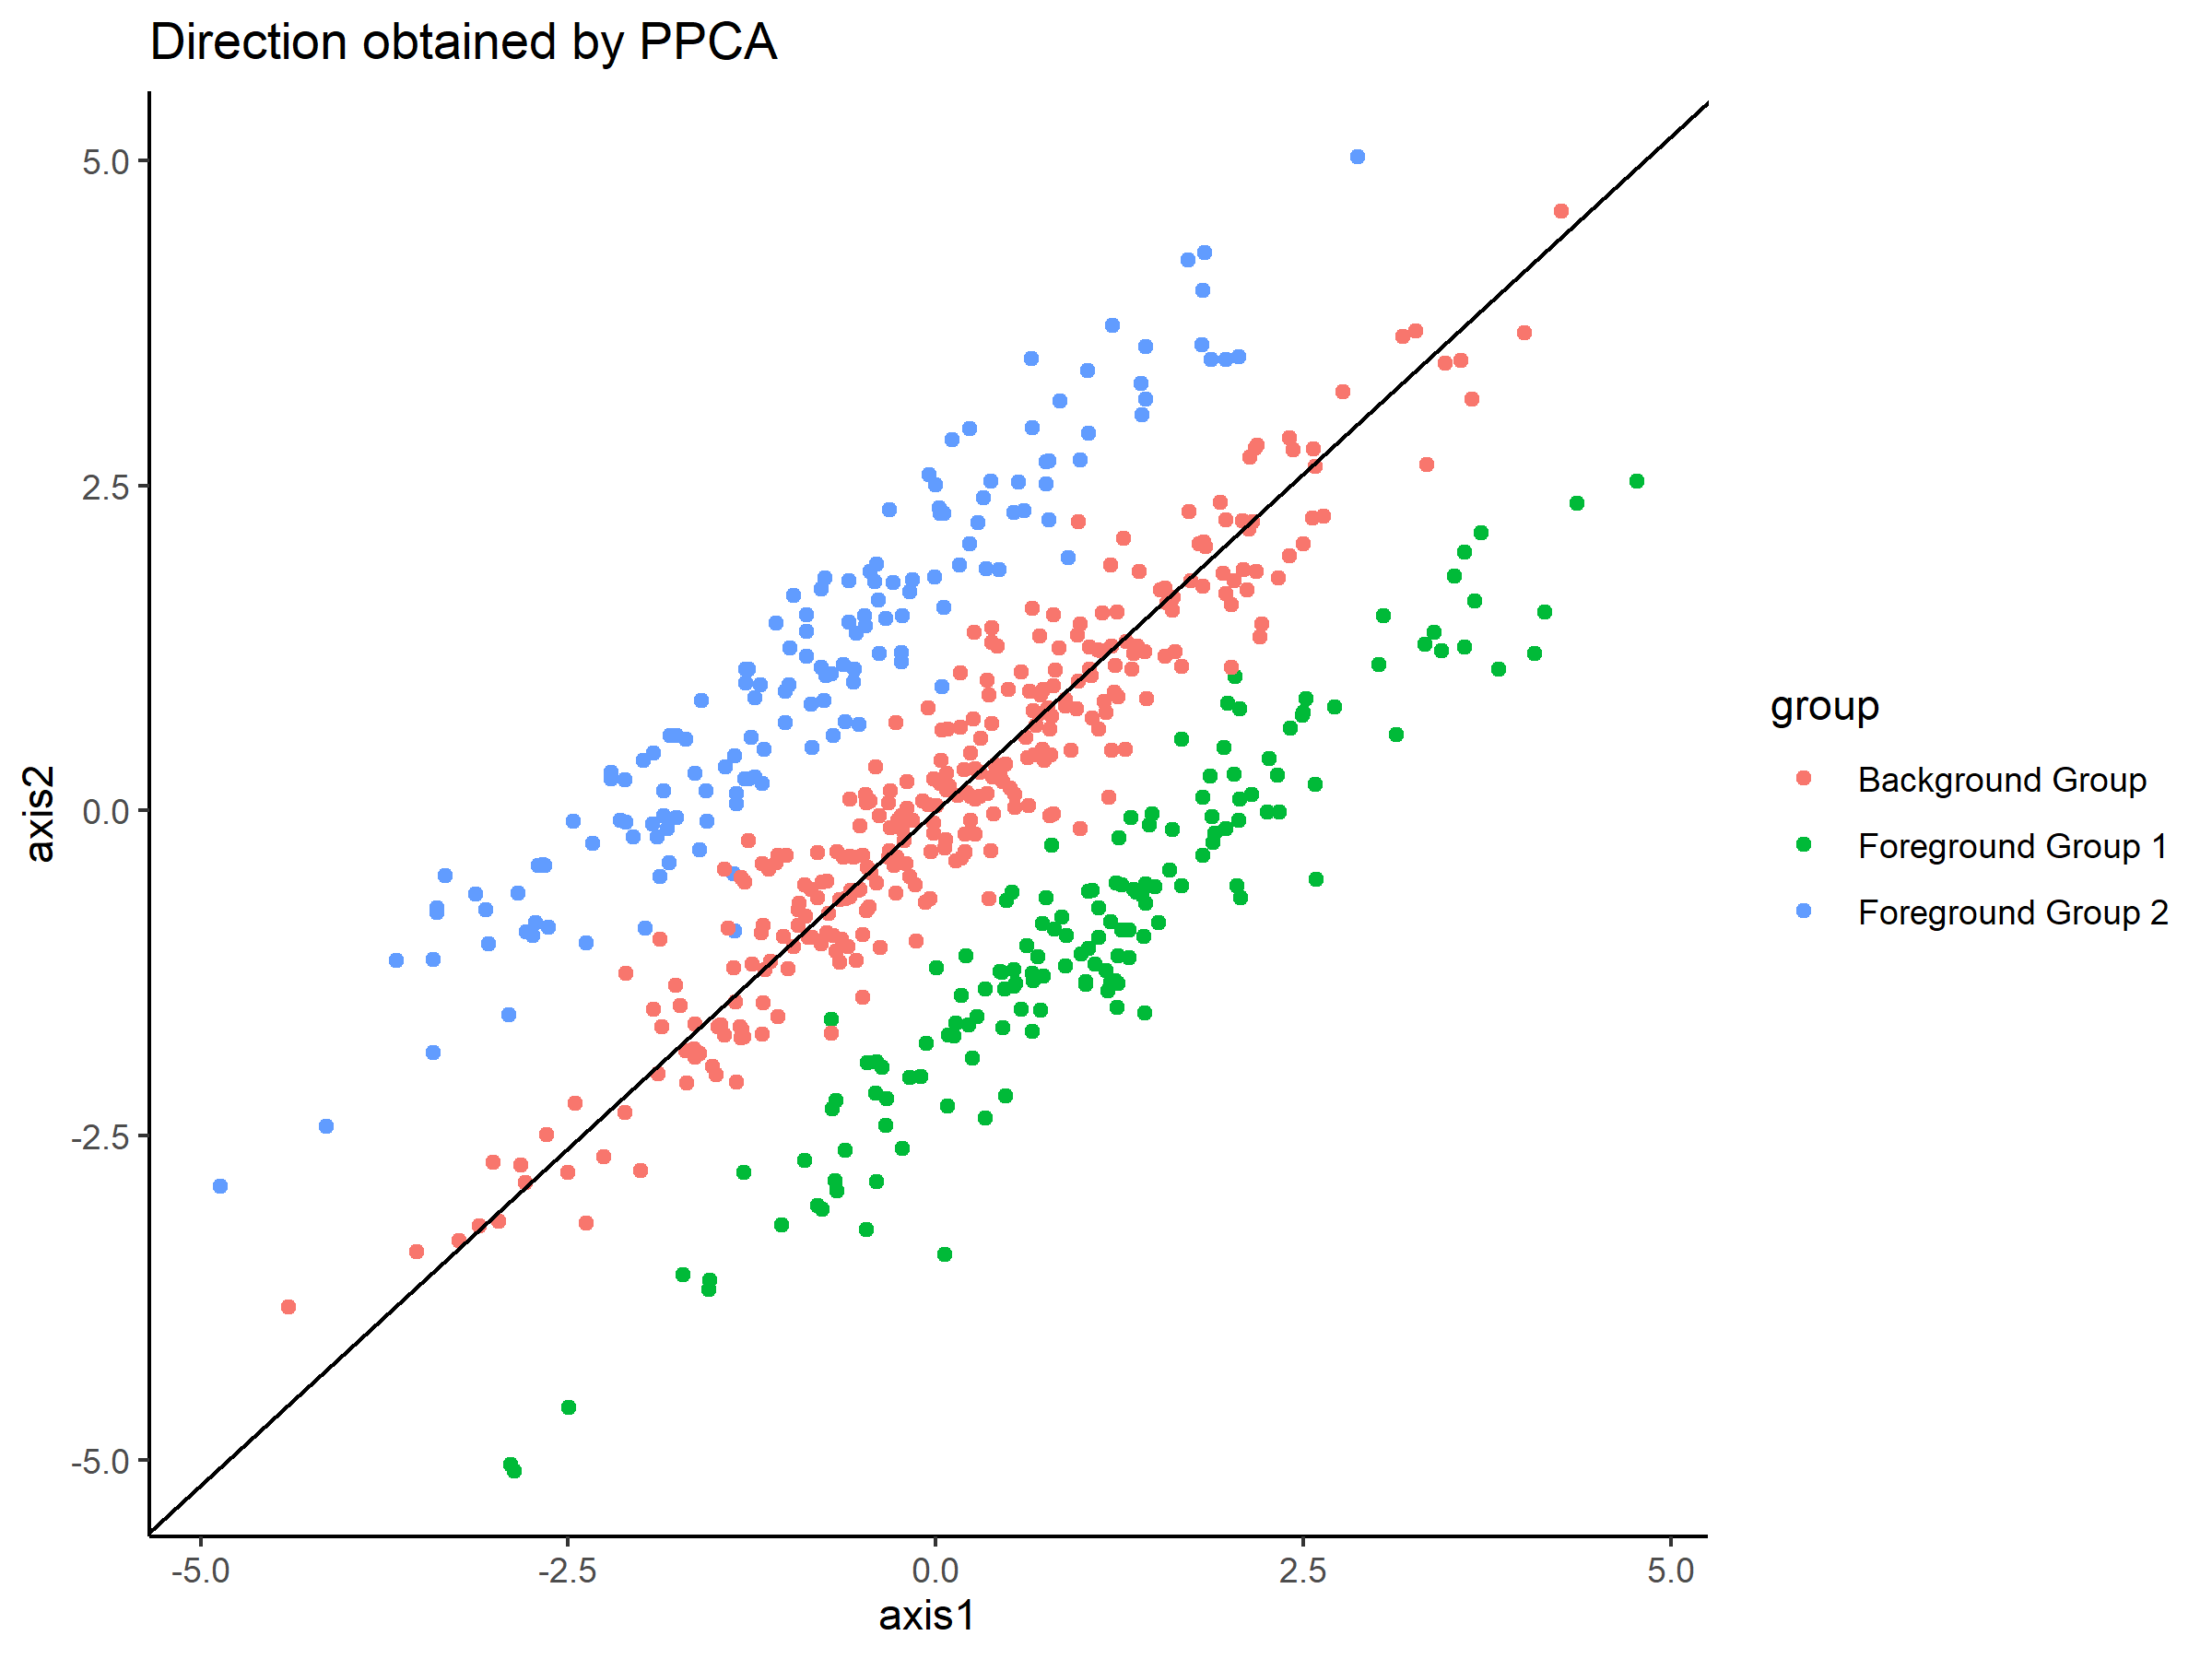 Direction obtained by PPCA
5.0
2.5
0.0
-2.5
-5.0
axis2
-5.0
-2.5
0.0
2.5
5.0
axis1
group
Background Group
Foreground Group 1
Foreground Group 2